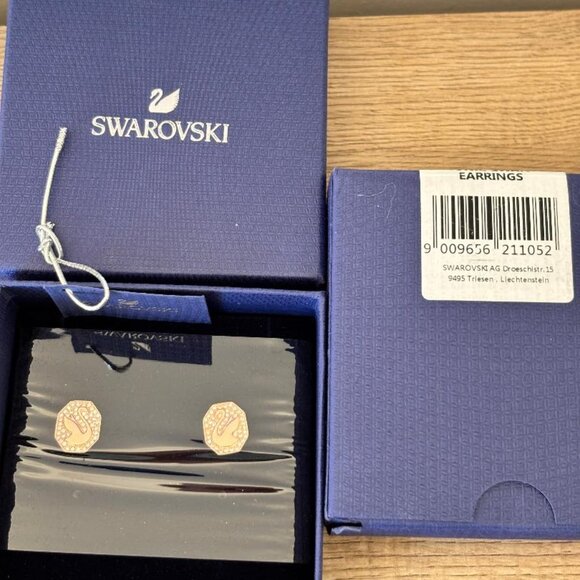 SWAROVSKI
EARRINGS
9 009656 211052
SWAROVSKI AG Droeschistr.15
9495 Triesen . Liechtenstein